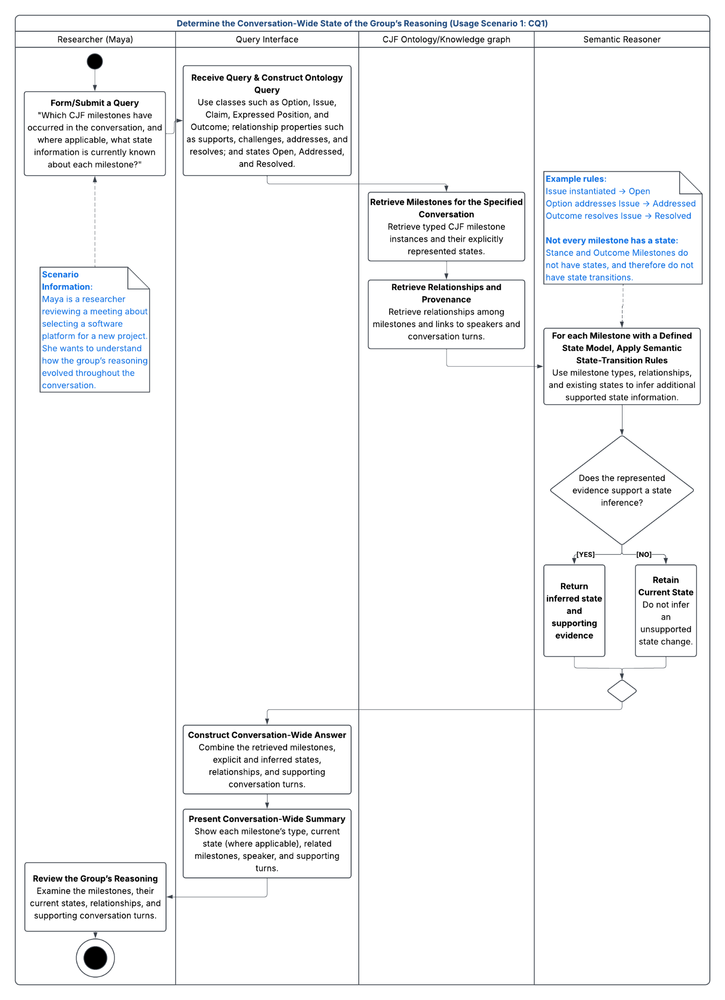 Determine the Conversation-Wide State of the Group's Reasoning (Usage Scenario 1: CQ1)
Researcher (Maya)
Query Interface
CJF Ontology/Knowledge graph
Semantic Reasoner
Form/Submit a Query
"Which CJF milestones have
occurred in the conversation, and
where applicable, what state
information is currently known
about each milestone?"
Scenario
Information:
Maya is a researcher
reviewing a meeting about
selecting a software
platform for a new project.
She wants to understand
how the group's reasoning
evolved throughout the
conversation.
Receive Query & Construct Ontology
Query
Use classes such as Option, Issue,
Claim, Expressed Position, and
Outcome; relationship properties such
as supports, challenges, addresses, and
resolves; and states Open, Addressed,
and Resolved.
Retrieve Milestones for the Specified
Conversation
Retrieve typed CJF milestone
instances and their explicitly
represented states.
Retrieve Relationships and
Provenance
Retrieve relationships among
milestones and links to speakers and
conversation turns.
Example rules:
Issue instantiated → Open
Option addresses Issue → Addressed
Outcome resolves Issue → Resolved
Not every milestone has a state:
Stance and Outcome Milestones do
not have states, and therefore do not
have state transitions.
For each Milestone with a Defined
State Model, Apply Semantic
State-Transition Rules
Use milestone types, relationships,
and existing states to infer additional
supported state information.
Does the represented
evidence support a state
inference?
[YES]
[NO]
Return
inferred state
and
supporting
evidence
Retain
Current State
Do not infer
an
unsupported
state change.
Construct Conversation-Wide Answer
Combine the retrieved milestones,
explicit and inferred states,
relationships, and supporting
conversation turns.
Present Conversation-Wide Summary
Show each milestone's type, current
state (where applicable), related
milestones, speaker, and supporting
turns.
Review the Group's Reasoning
Examine the milestones, their
current states, relationships, and
supporting conversation turns.